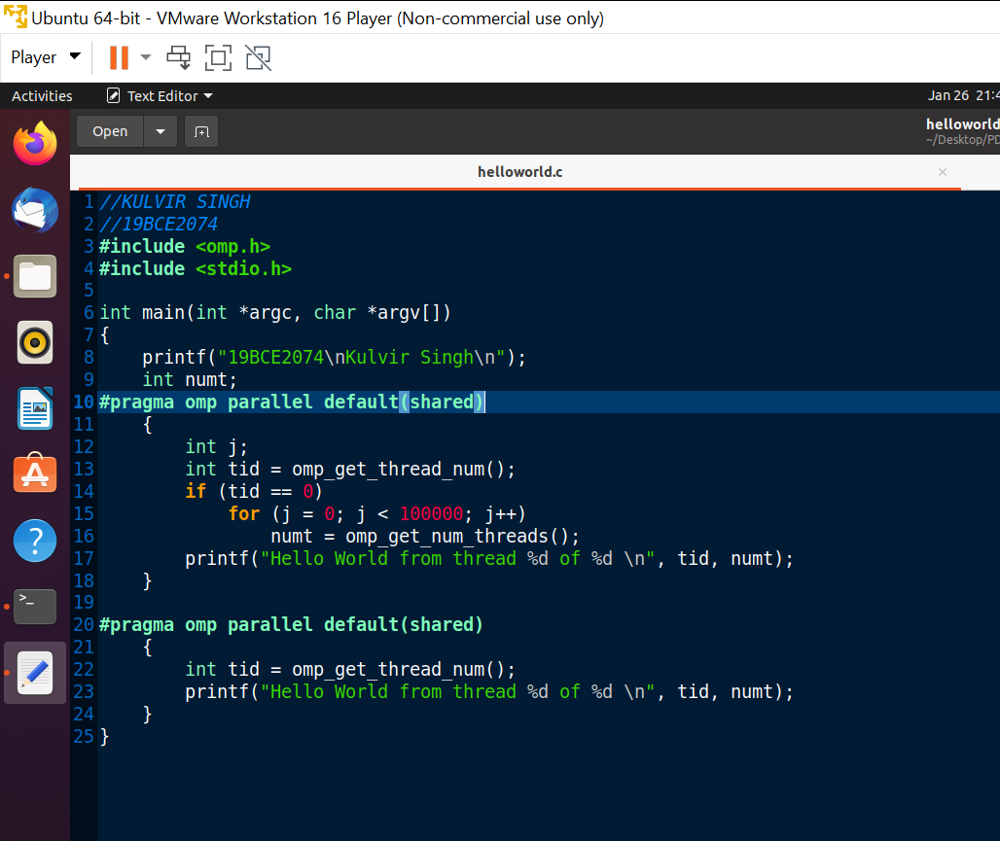 Ubuntu 64-bit - VMware Workstation 16 Player (Non-commercial use only)
Player
Activities Text Editor Jan 26 21:4
Open helloworld
~/Desktop/PD
helloworld.c ×
1 //KULVIR SINGH
2 //19BCE2074
3 #include <omp.h>
4 #include <stdio.h>
5
6 int main(int *argc, char *argv[])
7 {
8     printf("19BCE2074\nKulvir Singh\n");
9     int numt;
10 #pragma omp parallel default(shared)
11     {
12         int j;
13         int tid = omp_get_thread_num();
14         if (tid == 0)
15             for (j = 0; j < 100000; j++)
16                 numt = omp_get_num_threads();
17         printf("Hello World from thread %d of %d \n", tid, numt);
18     }
19
20 #pragma omp parallel default(shared)
21     {
22         int tid = omp_get_thread_num();
23         printf("Hello World from thread %d of %d \n", tid, numt);
24     }
25 }